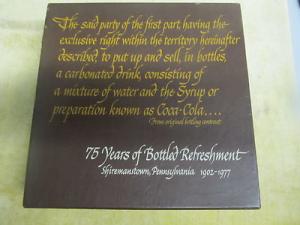 The said party of the first part, having the
exclusive right within the territory hereinafter
described, to put up and sell, in bottles,
a carbonated drink, consisting of
a mixture of water and the Syrup or
preparation known as Coca-Cola....
From original bottling contract
75 Years of Bottled Refreshment
Shiremanstown, Pennsylvania 1902-1977